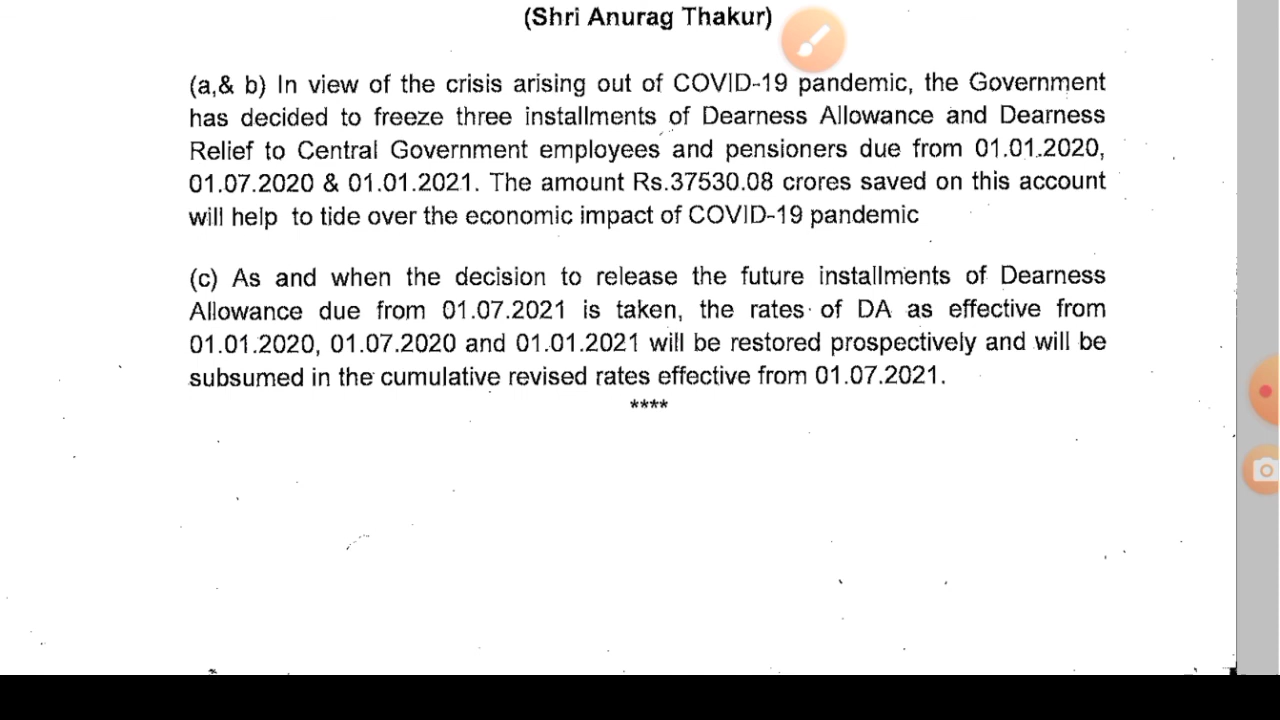 (Shri Anurag Thakur)
(a,& b) In view of the crisis arising out of COVID-19 pandemic, the Government
has decided to freeze three installments of Dearness Allowance and Dearness
Relief to Central Government employees and pensioners due from 01.01.2020,
01.07.2020 & 01.01.2021. The amount Rs.37530.08 crores saved on this account
will help to tide over the economic impact of COVID-19 pandemic
(c) As and when the decision to release the future installments of Dearness
Allowance due from 01.07.2021 is taken, the rates of DA as effective from
01.01.2020, 01.07.2020 and 01.01.2021 will be restored prospectively and will be
subsumed in the cumulative revised rates effective from 01.07.2021.
****